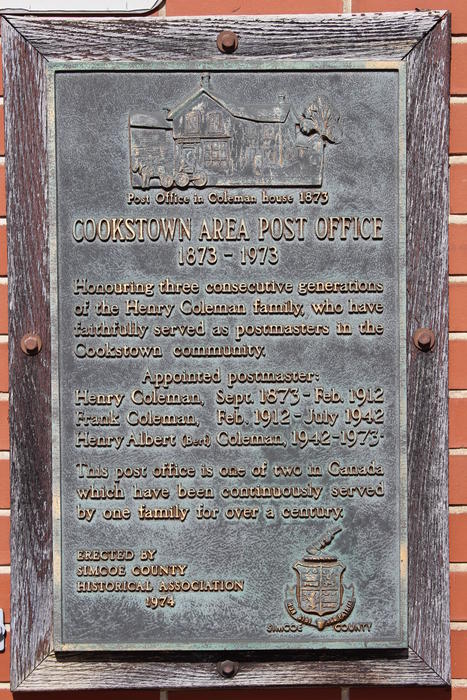 Post Office in Coleman house 1873
COOKSTOWN AREA POST OFFICE
1873 - 1973
Honouring three consecutive generations
of the Henry Coleman family, who have
faithfully served as postmasters in the
Cookstown community.
Appointed postmaster:
Henry Coleman, Sept. 1873 - Feb. 1912
Frank Coleman, Feb. 1912 - July 1942
Henry Albert (Bert) Coleman, 1942 - 1973 -
This post office is one of two in Canada
which have been continuously served
by one family for over a century.
ERECTED BY
SIMCOE COUNTY
HISTORICAL ASSOCIATION
1974
SIMCOE COUNTY